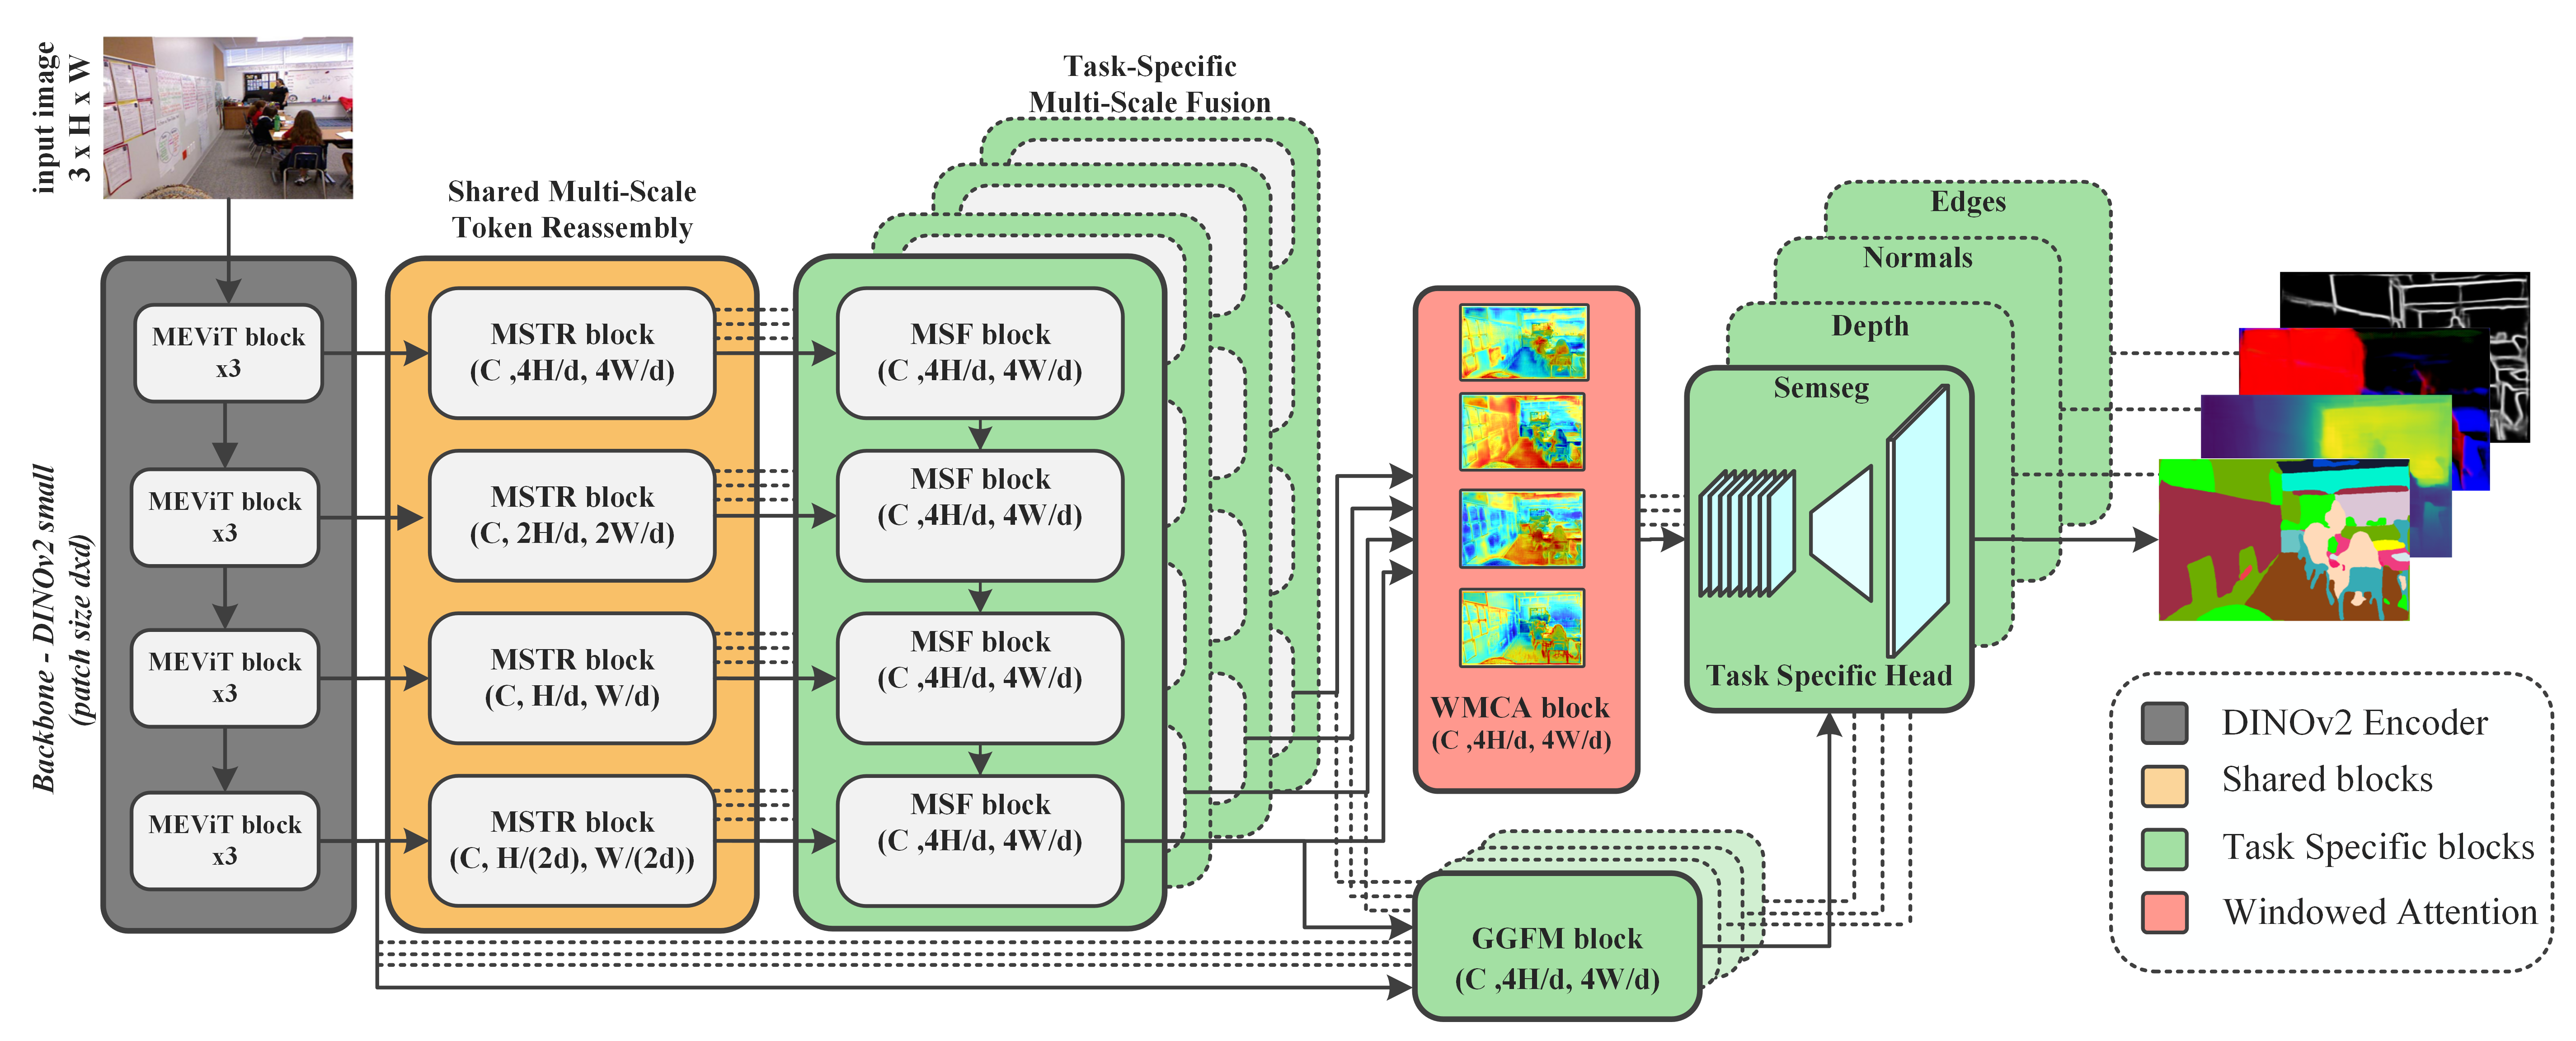 input image
3 x H x W
Backbone - DINOv2 small
(patch size dxd)
MEViT block
x3
MEViT block
x3
MEViT block
x3
MEViT block
x3
Shared Multi-Scale
Token Reassembly
MSTR block
(C ,4H/d, 4W/d)
MSTR block
(C, 2H/d, 2W/d)
MSTR block
(C, H/d, W/d)
MSTR block
(C, H/(2d), W/(2d))
Task-Specific
Multi-Scale Fusion
MSF block
(C ,4H/d, 4W/d)
MSF block
(C ,4H/d, 4W/d)
MSF block
(C ,4H/d, 4W/d)
MSF block
(C ,4H/d, 4W/d)
WMCA block
(C ,4H/d, 4W/d)
GGFM block
(C ,4H/d, 4W/d)
Edges
Normals
Depth
Semseg
Task Specific Head
DINOv2 Encoder
Shared blocks
Task Specific blocks
Windowed Attention